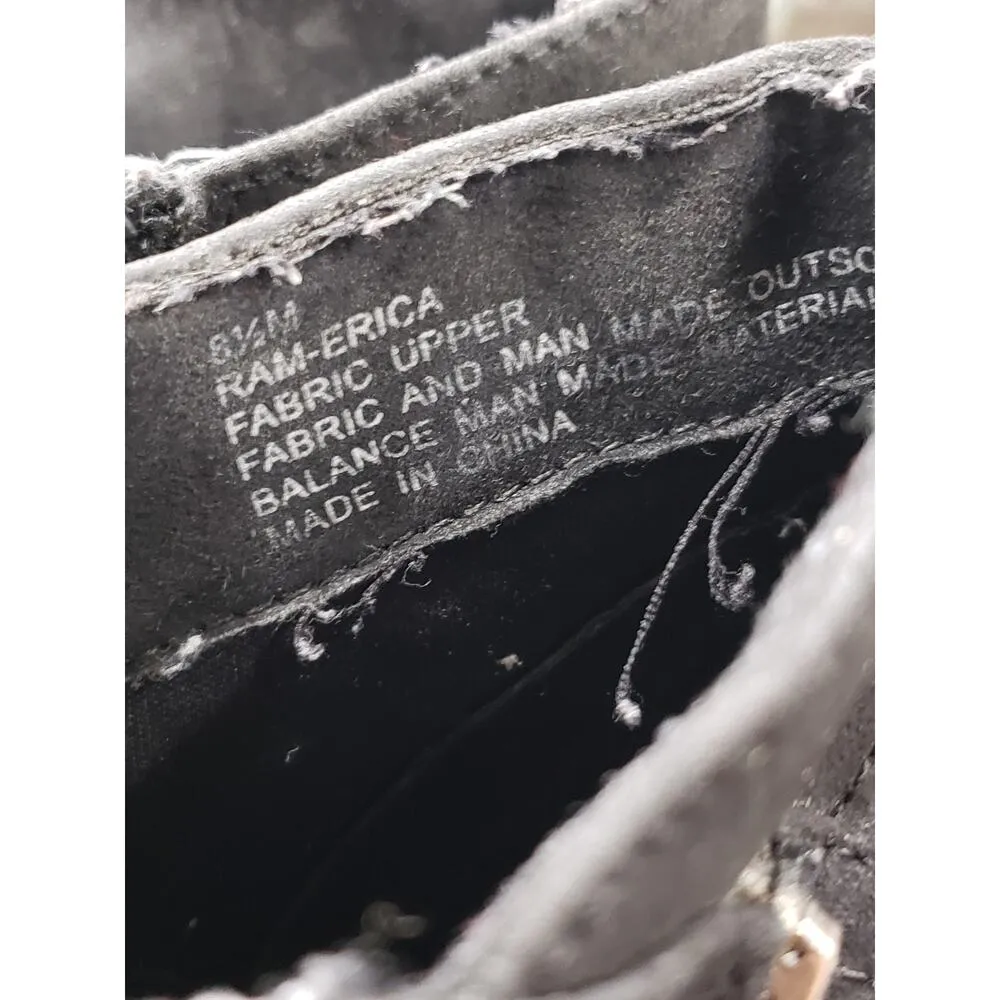 8½M
RAM-ERICA
FABRIC UPPER
FABRIC AND MAN MADE OUTSO
BALANCE MAN MADE MATERIAL
MADE IN CHINA